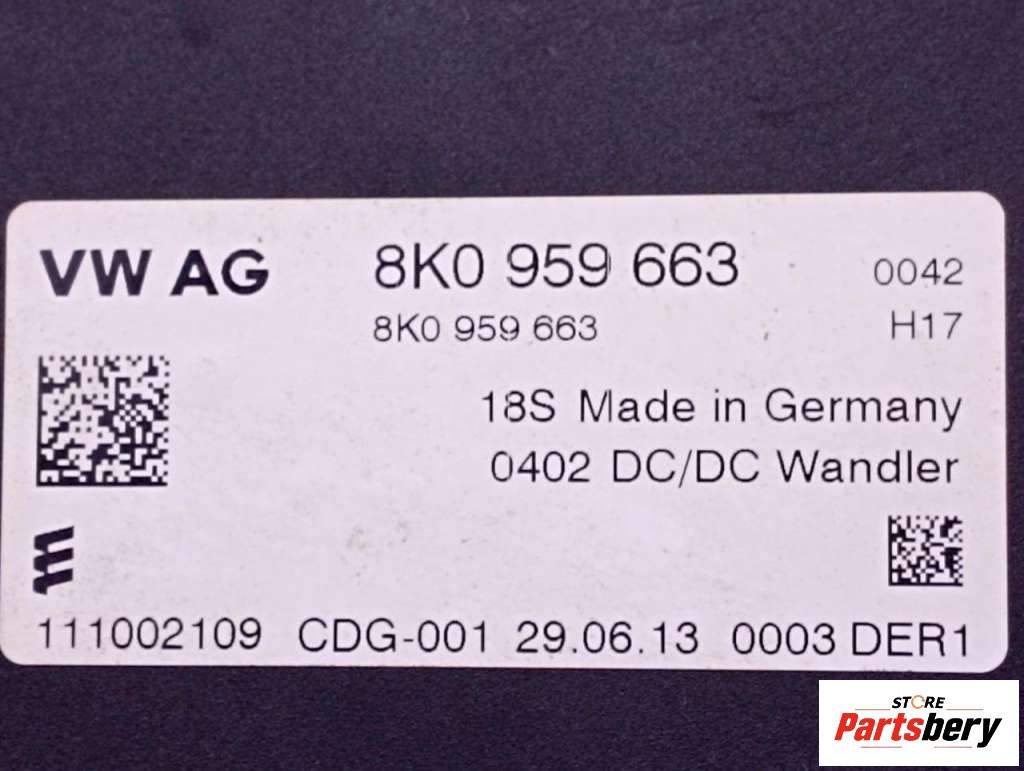 VW AG 8K0 959 663 0042
8K0 959 663 H17
18S Made in Germany
0402 DC/DC Wandler
111002109 CDG-001 29.06.13 0003 DER1
STORE
Partsbery